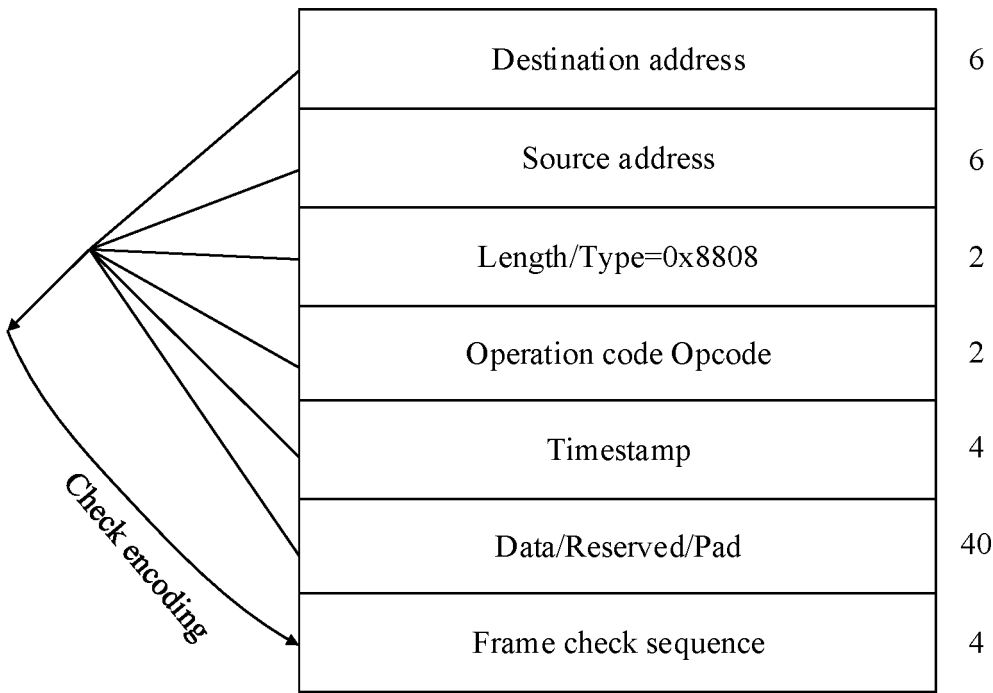 Destination address 6
Source address 6
Length/Type=0x8808 2
Operation code Opcode 2
Timestamp 4
Data/Reserved/Pad 40
Frame check sequence 4
Check encoding